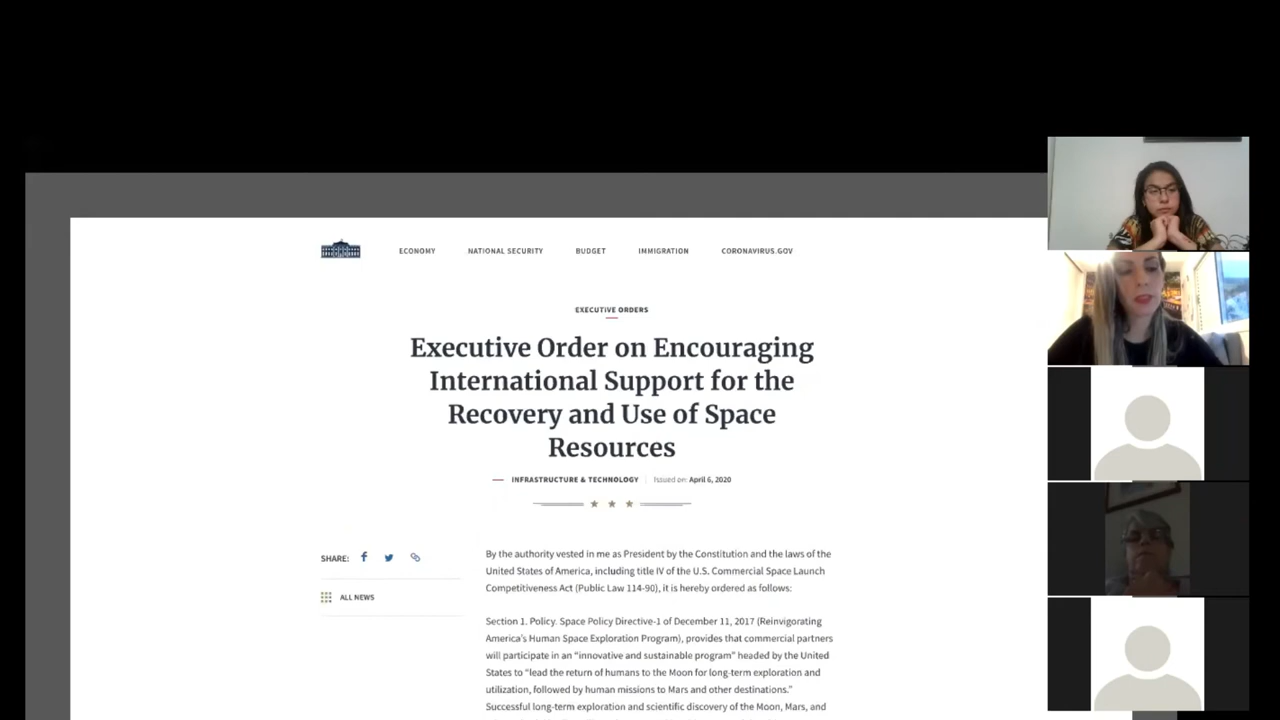 ECONOMY NATIONAL SECURITY BUDGET IMMIGRATION CORONAVIRUS.GOV
EXECUTIVE ORDERS
Executive Order on Encouraging
International Support for the
Recovery and Use of Space
Resources
INFRASTRUCTURE & TECHNOLOGY Issued on: April 6, 2020
SHARE:
ALL NEWS
By the authority vested in me as President by the Constitution and the laws of the
United States of America, including title IV of the U.S. Commercial Space Launch
Competitiveness Act (Public Law 114-90), it is hereby ordered as follows:
Section 1. Policy. Space Policy Directive-1 of December 11, 2017 (Reinvigorating
America's Human Space Exploration Program), provides that commercial partners
will participate in an “innovative and sustainable program” headed by the United
States to “lead the return of humans to the Moon for long-term exploration and
utilization, followed by human missions to Mars and other destinations.”
Successful long-term exploration and scientific discovery of the Moon, Mars, and